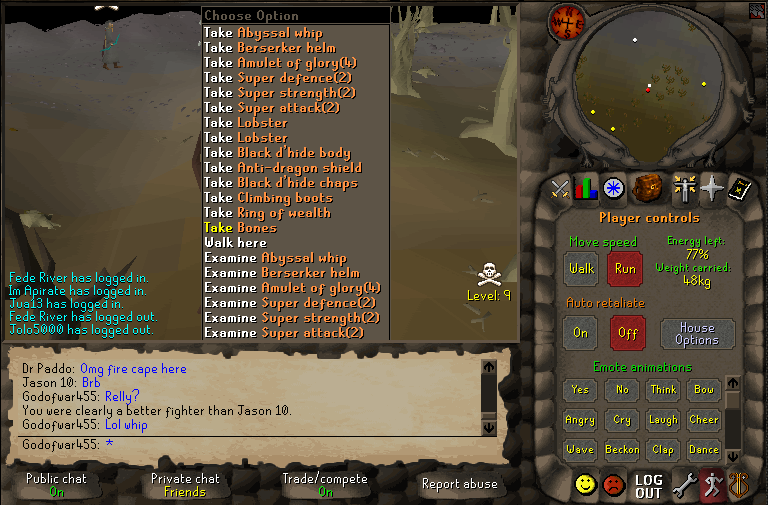 Choose Option
Take Abyssal whip
Take Berserker helm
Take Amulet of glory(4)
Take Super defence(2)
Take Super strength(2)
Take Super attack(2)
Take Lobster
Take Lobster
Take Black d'hide body
Take Anti-dragon shield
Take Black d'hide chaps
Take Climbing boots
Take Ring of wealth
Take Bones
Walk here
Examine Abyssal whip
Examine Berserker helm
Examine Amulet of glory(4)
Examine Super defence(2)
Examine Super strength(2)
Examine Super attack(2)
Fede River has logged in.
Im Apirate has logged in.
Jua13 has logged in.
Fede River has logged out.
Jolo5000 has logged out.
Level: 9
Dr Paddo: Omg fire cape here
Jason 10: Brb
Godofwar455: Relly?
You were clearly a better fighter than Jason 10.
Godofwar455: Lol whip
Godofwar455: *
Public chat
On
Private chat
Friends
Trade/compete
On
Report abuse
Player controls
Move speed
Walk
Run
Energy left:
77%
Weight carried:
48kg
Auto retaliate
On
Off
House
Options
Emote animations
Yes No Think Bow
Angry Cry Laugh Cheer
Wave Beckon Clap Dance
LOG
OUT